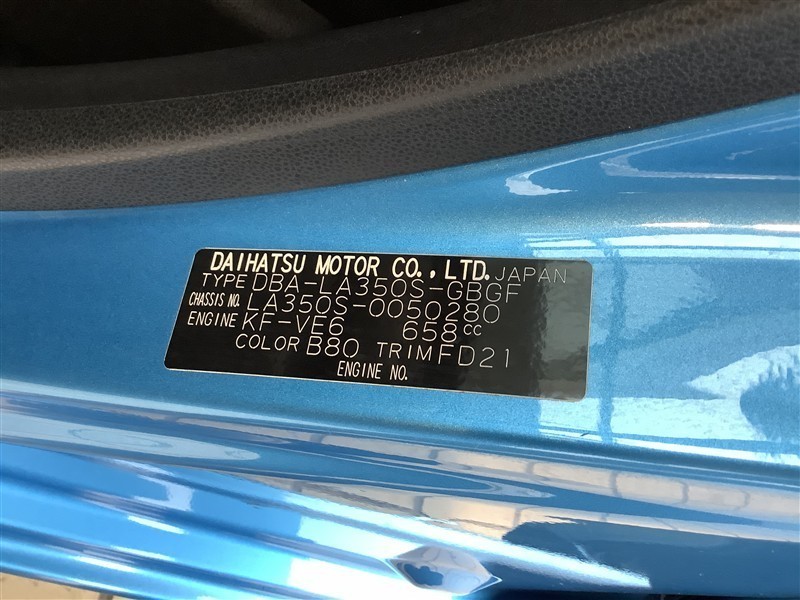 DAIHATSU MOTOR CO., LTD. JAPAN
TYPE DBA-LA350S-GBGF
CHASSIS NO. LA350S-0050280
ENGINE KF-VE6 658cc
COLOR B80 TRIM FD21
ENGINE NO.